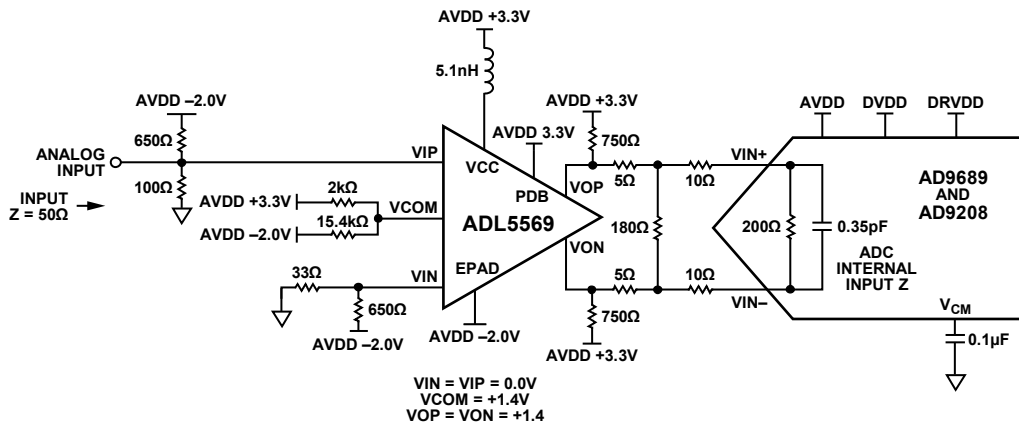 AVDD +3.3V
5.1nH
AVDD –2.0V
650Ω
ANALOG
INPUT
100Ω
INPUT
Z = 50Ω
AVDD +3.3V
2kΩ
VCOM
15.4kΩ
AVDD –2.0V
33Ω
650Ω
AVDD –2.0V
VIP
VIN
VCC
AVDD 3.3V
PDB
ADL5569
EPAD
AVDD –2.0V
AVDD +3.3V
750Ω
VOP
5Ω
10Ω
VIN+
180Ω
VON
5Ω
10Ω
VIN–
750Ω
AVDD +3.3V
AVDD
DVDD
DRVDD
AD9689
AND
AD9208
200Ω
0.35pF
ADC
INTERNAL
INPUT Z
VCM
0.1µF
VIN = VIP = 0.0V
VCOM = +1.4V
VOP = VON = +1.4